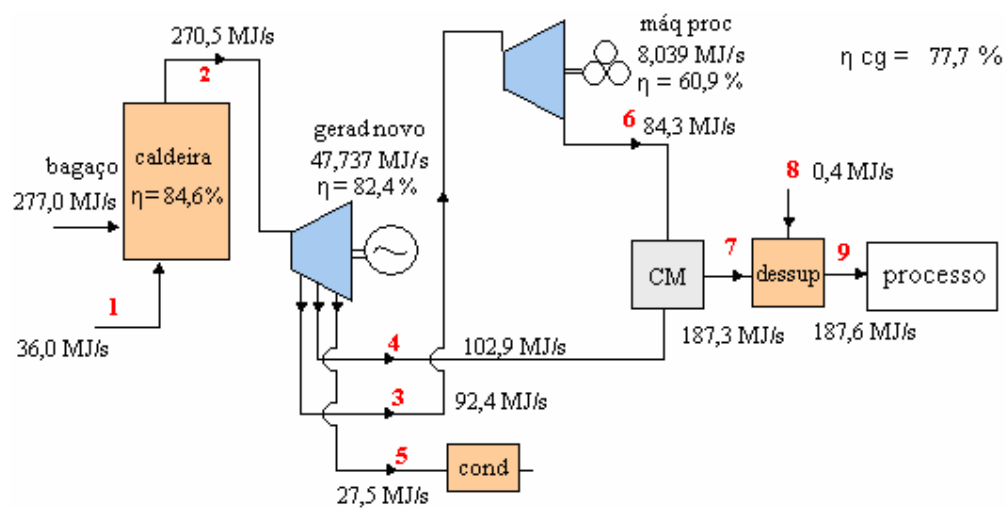 270,5 MJ/s
2
máq proc
8,039 MJ/s
η = 60,9 %
η cg = 77,7 %
6
84,3 MJ/s
gerad novo
47,737 MJ/s
η = 82,4 %
bagaço
277,0 MJ/s
caldeira
η = 84,6%
8
0,4 MJ/s
CM
7
dessup
9
processo
1
36,0 MJ/s
187,3 MJ/s
187,6 MJ/s
4
102,9 MJ/s
3
92,4 MJ/s
5
27,5 MJ/s
cond